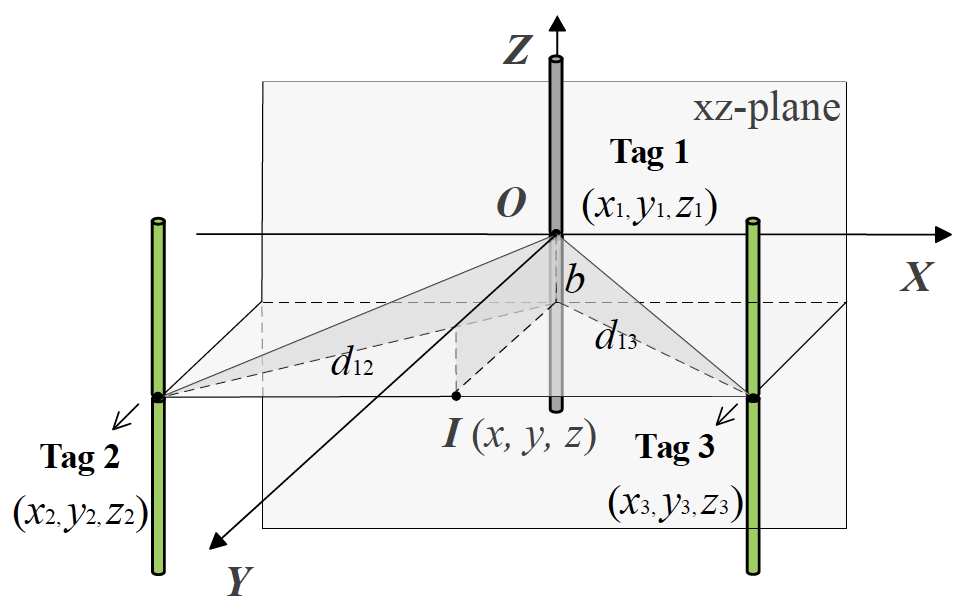 Z
xz-plane
Tag 1
O
(x1, y1, z1)
X
b
d13
d12
I (x, y, z)
Tag 2
Tag 3
(x2, y2, z2)
(x3, y3, z3)
Y